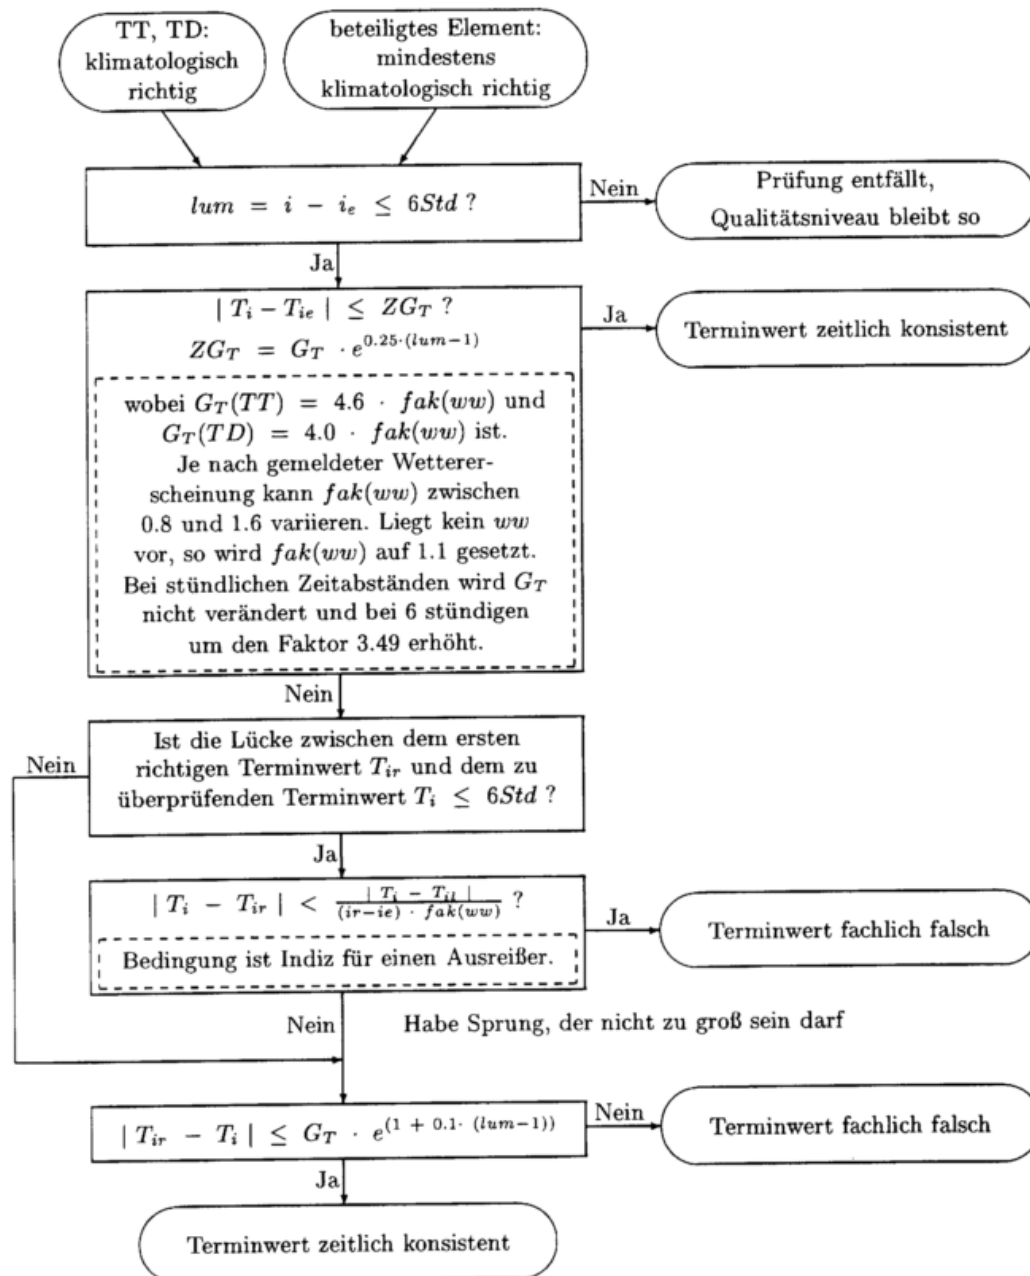 TT, TD:
klimatologisch
richtig
beteiligtes Element:
mindestens
klimatologisch richtig
lum = i − i_e ≤ 6Std ?
Nein
Prüfung entfällt,
Qualitätsniveau bleibt so
Ja
| T_i − T_ie | ≤ ZG_T ?
ZG_T = G_T · e^{0.25·(lum−1)}
Ja
Terminwert zeitlich konsistent
wobei G_T(TT) = 4.6 · fak(ww) und
G_T(TD) = 4.0 · fak(ww) ist.
Je nach gemeldeter Wetterer-
scheinung kann fak(ww) zwischen
0.8 und 1.6 variieren. Liegt kein ww
vor, so wird fak(ww) auf 1.1 gesetzt.
Bei stündlichen Zeitabständen wird G_T
nicht verändert und bei 6 stündigen
um den Faktor 3.49 erhöht.
Nein
Ist die Lücke zwischen dem ersten
richtigen Terminwert T_ir und dem zu
überprüfenden Terminwert T_i ≤ 6Std ?
Nein
Ja
| T_i − T_ir | < | T_i − T_il | / (ir−ie) · fak(ww) ?
Ja
Terminwert fachlich falsch
Bedingung ist Indiz für einen Ausreißer.
Nein
Habe Sprung, der nicht zu groß sein darf
| T_ir − T_i | ≤ G_T · e^{(1 + 0.1· (lum−1))}
Nein
Terminwert fachlich falsch
Ja
Terminwert zeitlich konsistent